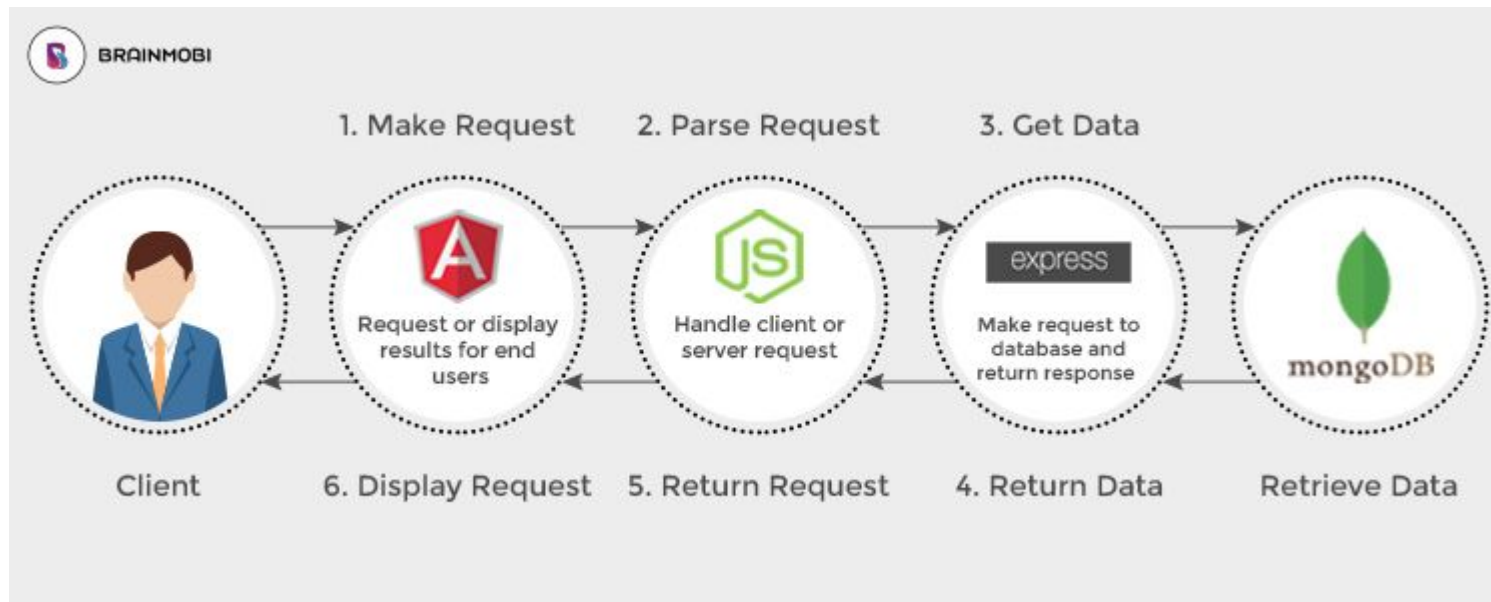 BRAINMOBI
1. Make Request
2. Parse Request
3. Get Data
A
Request or display
results for end
users
JS
Handle client or
server request
express
Make request to
database and
return response
mongoDB
Client
6. Display Request
5. Return Request
4. Return Data
Retrieve Data